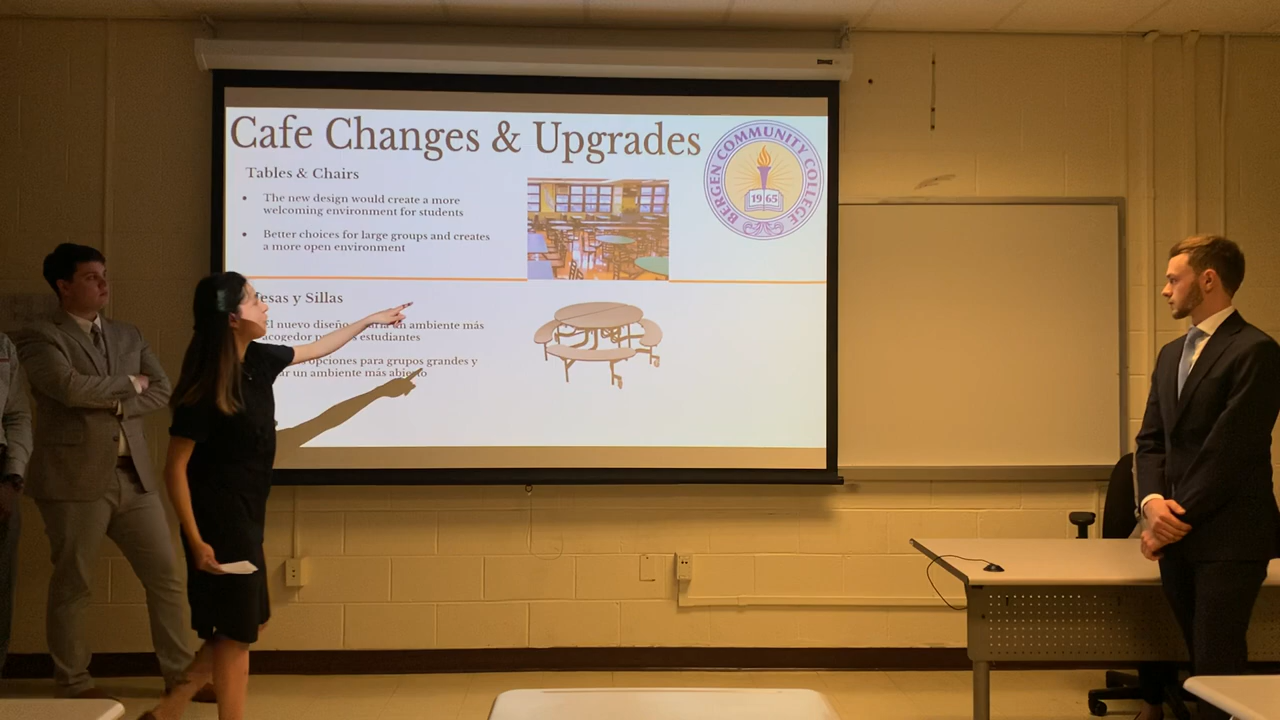 Cafe Changes & Upgrades
BERGEN COMMUNITY COLLEGE
1965
Tables & Chairs
The new design would create a more
welcoming environment for students
Better choices for large groups and creates
a more open environment
esas y Sillas
El nuevo diseño un ambiente más
acogedor estudiantes
opciones para grupos grandes y
un ambiente más abierto